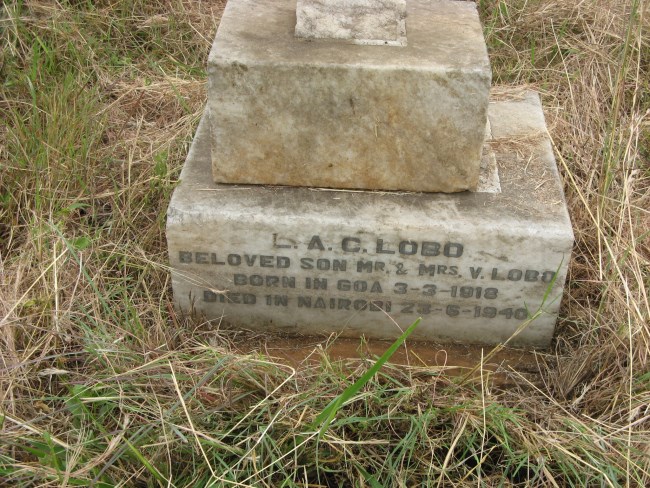 L. A. C. LOBO
BELOVED SON MR. & MRS. V. LOBO
BORN IN GOA 3-3-1918
DIED IN NAIROBI 23-6-1940